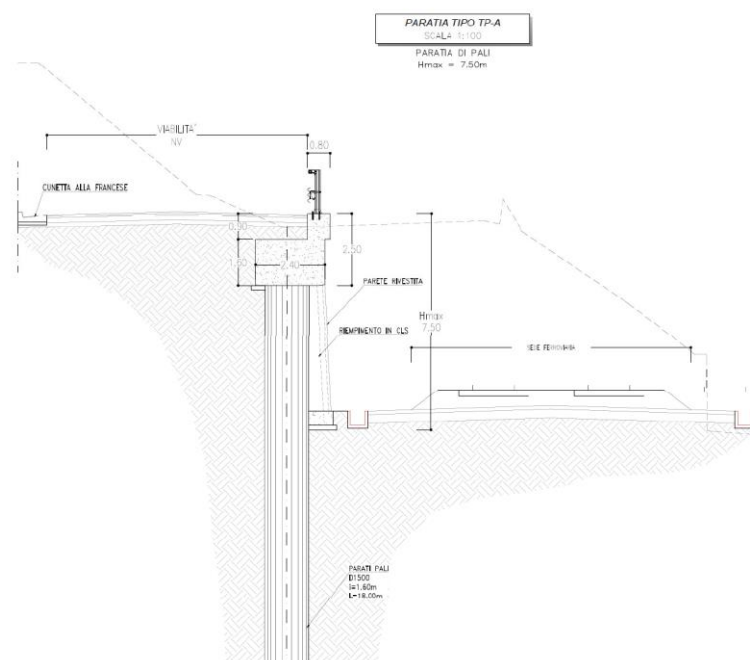 PARATIA TIPO TP-A
SCALA 1:100
PARATIA DI PALI
Hmax = 7.50m
VIABILITA'
NV
0.80
CUNETTA ALLA FRANCESE
0.90
2.50
1.60
2.40
PARETE RIVESTITA
Hmax
7.50
RIEMPIMENTO IN CLS
SEDE FERROVIARIA
PARATI PALI
D1500
i=1.60m
L=18.00m